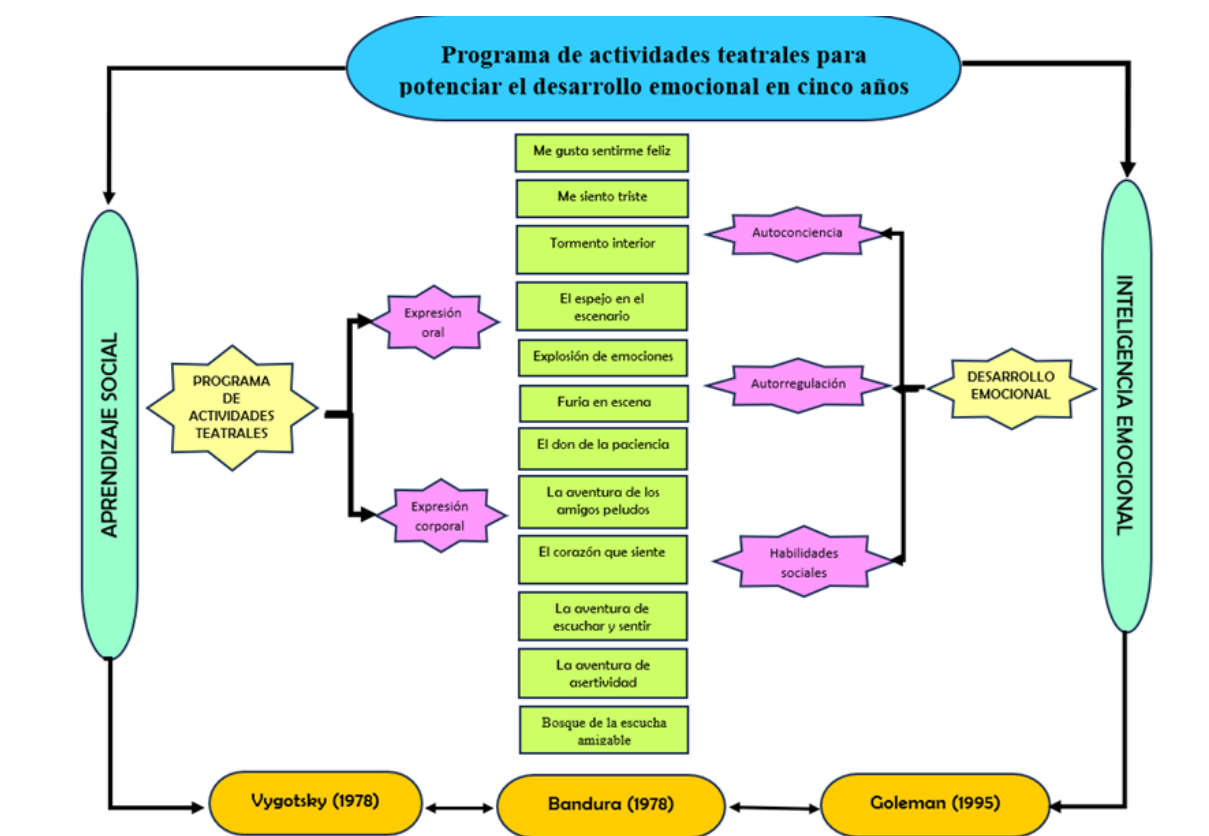 Programa de actividades teatrales para
potenciar el desarrollo emocional en cinco años
APRENDIZAJE SOCIAL
PROGRAMA
DE
ACTIVIDADES
TEATRALES
Expresión
oral
Expresión
corporal
Me gusta sentirme feliz
Me siento triste
Tormento interior
El espejo en el
escenario
Explosión de emociones
Furia en escena
El don de la paciencia
La aventura de los
amigos peludos
El corazón que siente
La aventura de
escuchar y sentir
La aventura de
asertividad
Bosque de la escucha
amigable
Autoconciencia
Autorregulación
Habilidades
sociales
DESARROLLO
EMOCIONAL
INTELIGENCIA EMOCIONAL
Vygotsky (1978)
Bandura (1978)
Goleman (1995)